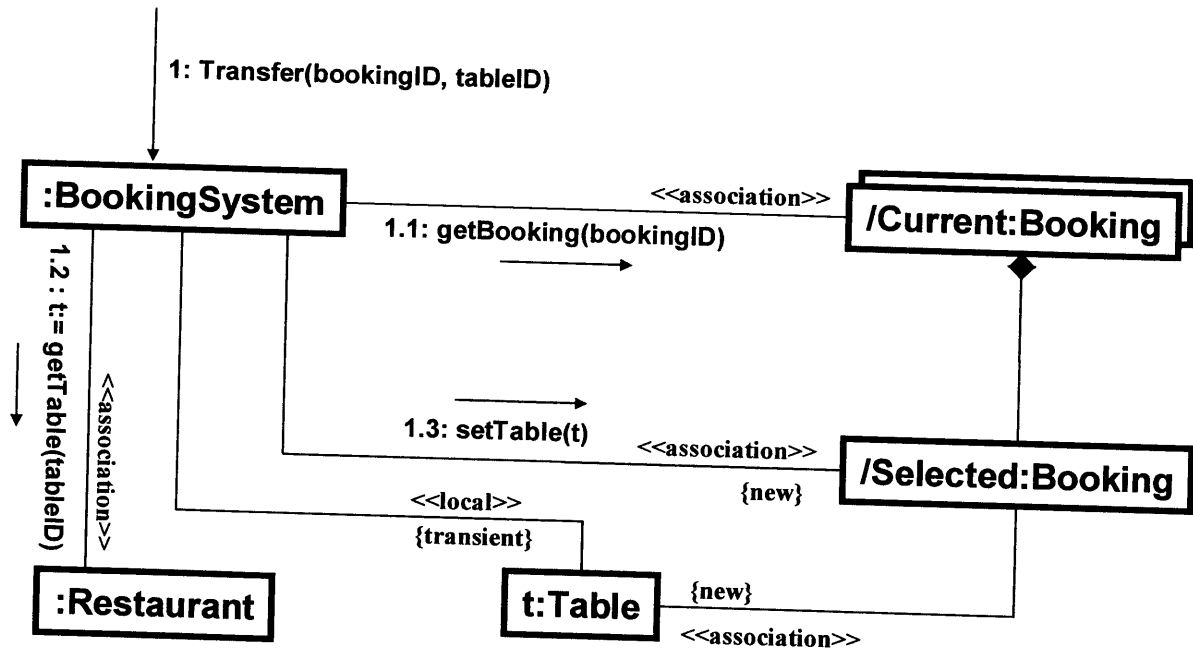 1: Transfer(bookingID, tableID)
:BookingSystem
<<association>>
/Current:Booking
1.1: getBooking(bookingID)
1.2 : t:= getTable(tableID)
<<association>>
1.3: setTable(t)
<<association>>
{new}
/Selected:Booking
<<local>>
{transient}
:Restaurant
t:Table
{new}
<<association>>